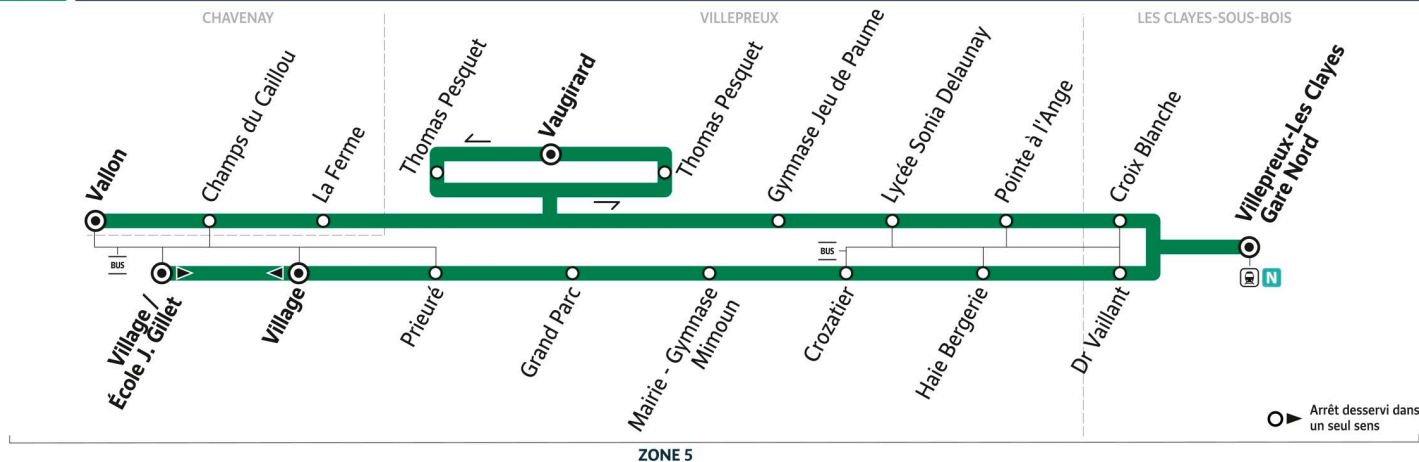 CHAVENAY
VILLEPREUX
LES CLAYES-SOUS-BOIS
Vallon
Champs du Caillou
La Ferme
Thomas Pesquet
Vaugirard
Thomas Pesquet
Gymnase Jeu de Paume
Lycée Sonia Delaunay
Pointe à l'Ange
Croix Blanche
Villepreux-Les Clayes
Gare Nord
BUS
BUS
N
Village /
École J. Gillet
Village
Prieuré
Grand Parc
Mairie - Gymnase
Mimoun
Crozatier
Haie Bergerie
Dr Vaillant
Arrêt desservi dans
un seul sens
ZONE 5